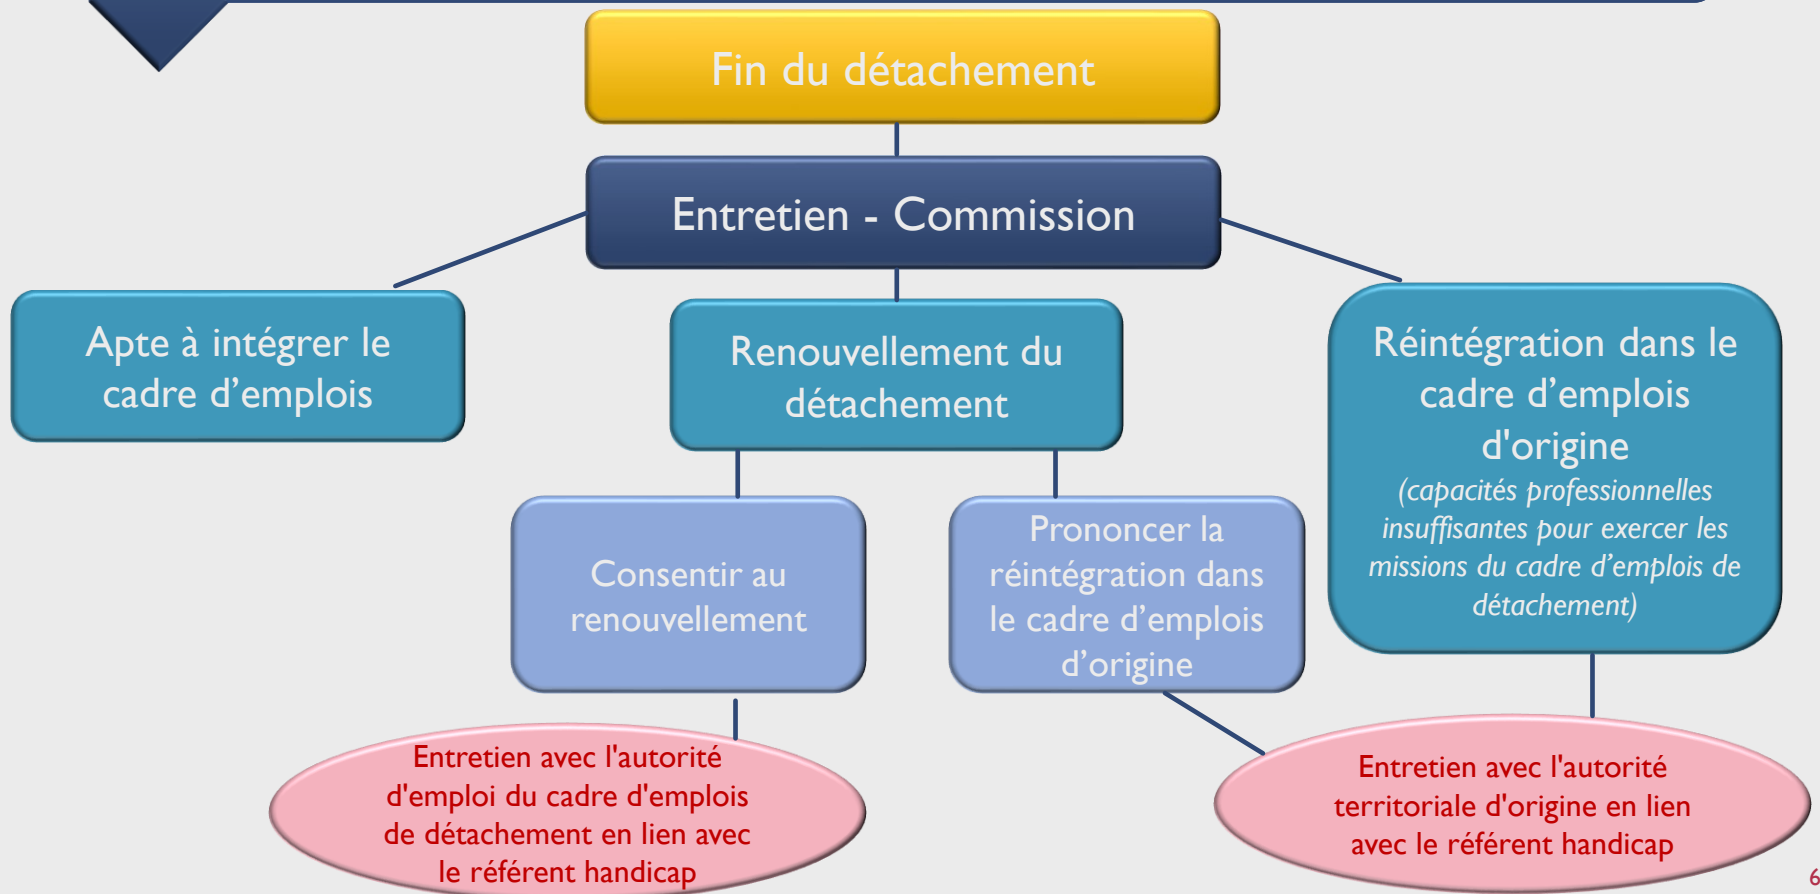 Fin du détachement
Entretien - Commission
Apte à intégrer le
cadre d’emplois
Renouvellement du
détachement
Réintégration dans le
cadre d’emplois
d'origine
(capacités professionnelles
insuffisantes pour exercer les
missions du cadre d’emplois de
détachement)
Consentir au
renouvellement
Prononcer la
réintégration dans
le cadre d’emplois
d’origine
Entretien avec l'autorité
d'emploi du cadre d'emplois
de détachement en lien avec
le référent handicap
Entretien avec l'autorité
territoriale d'origine en lien
avec le référent handicap
6